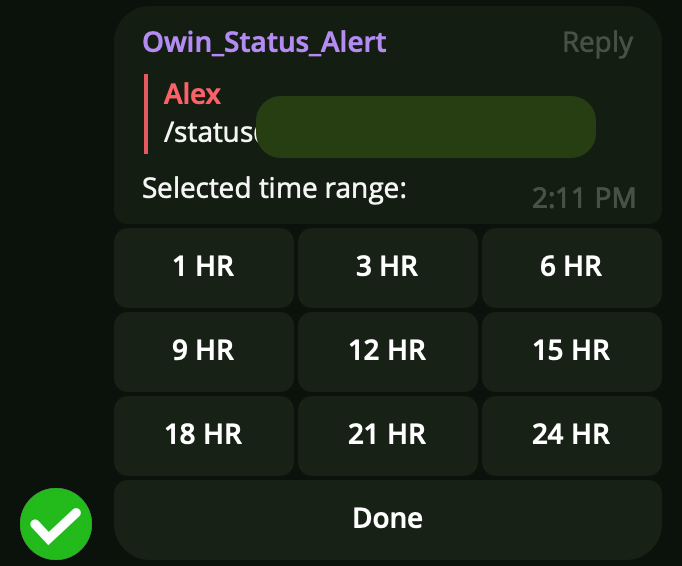 Owin_Status_Alert Reply
Alex
/status
Selected time range:
2:11 PM
1 HR 3 HR 6 HR
9 HR 12 HR 15 HR
18 HR 21 HR 24 HR
Done